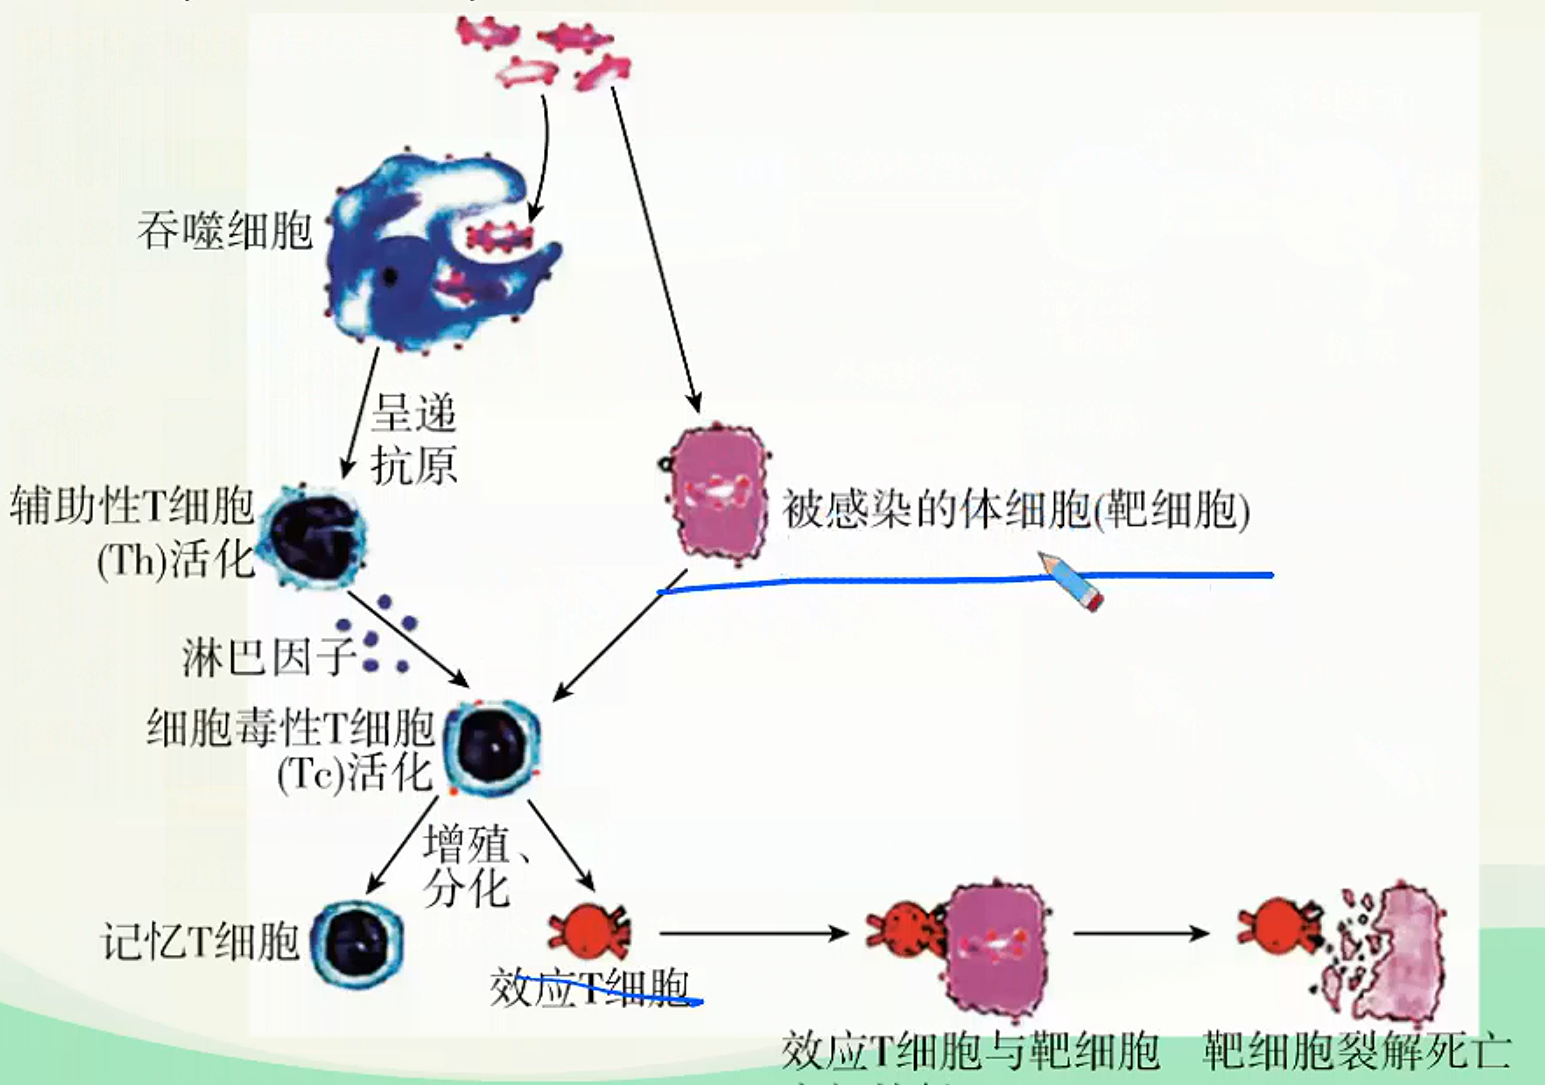 吞噬细胞
呈递
抗原
辅助性T细胞
(Th)活化
被感染的体细胞(靶细胞)
淋巴因子
细胞毒性T细胞
(Tc)活化
增殖、
分化
记忆T细胞
效应T细胞
效应T细胞与靶细胞
靶细胞裂解死亡